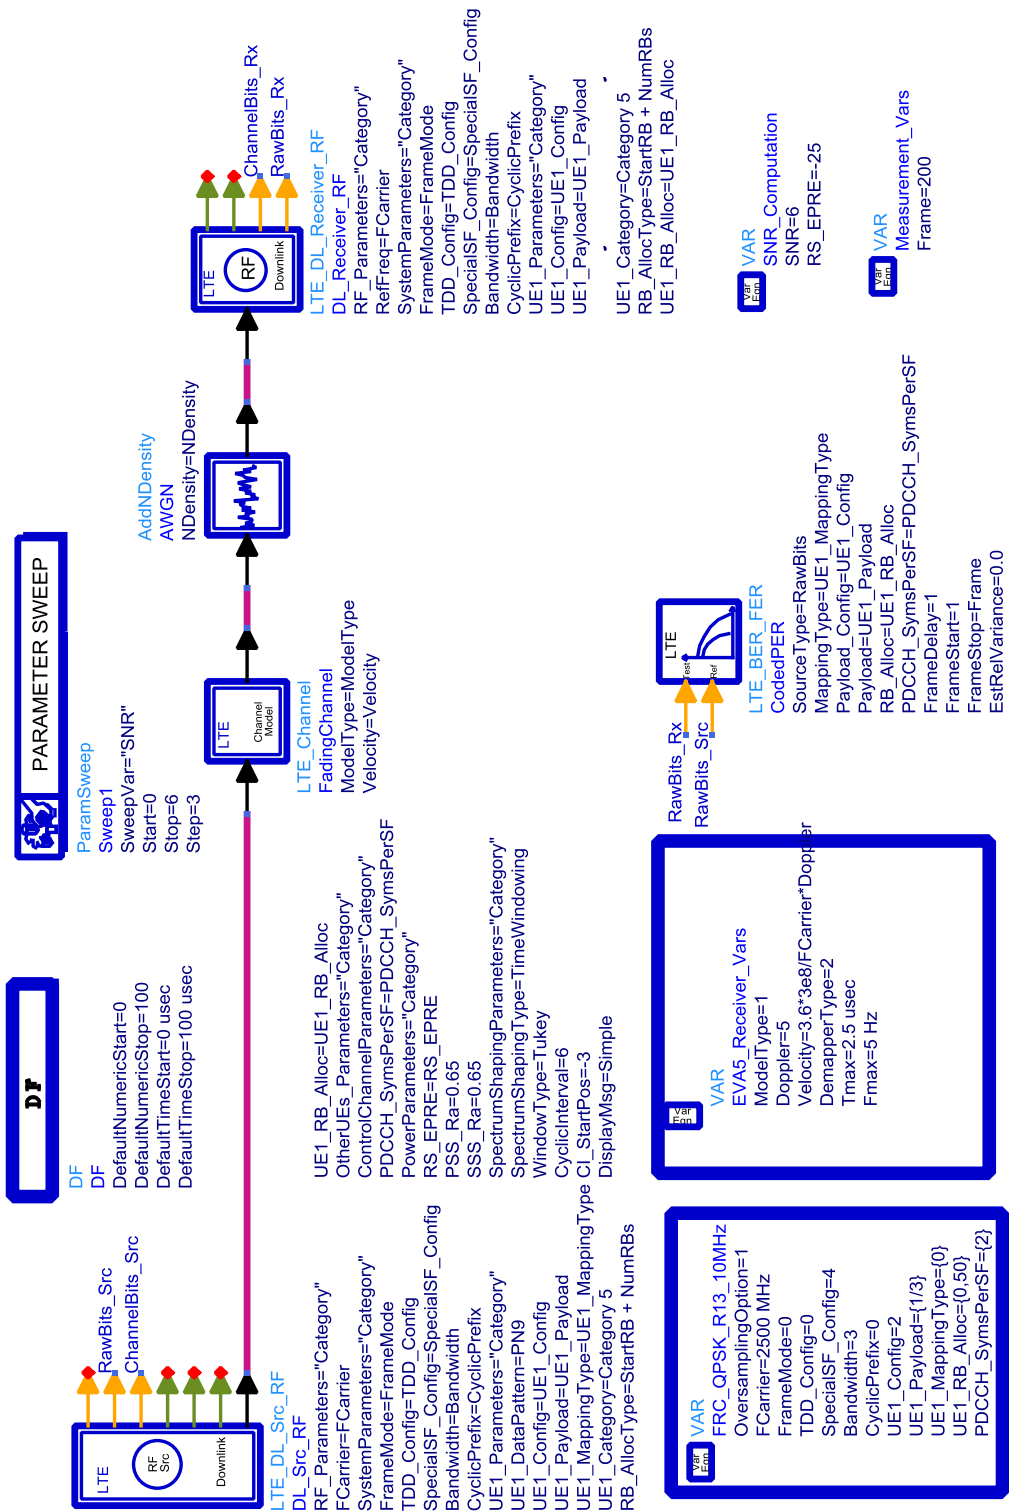 DF
DF
DF
DefaultNumericStart=0
DefaultNumericStop=100
DefaultTimeStart=0 usec
DefaultTimeStop=100 usec
PARAMETER SWEEP
ParamSweep
Sweep1
SweepVar="SNR"
Start=0
Stop=6
Step=3
RawBits_Src
ChannelBits_Src
LTE
RF
Src
Downlink
LTE_DL_Src_RF
DL_Src_RF
RF_Parameters="Category"
FCarrier=FCarrier
SystemParameters="Category"
FrameMode=FrameMode
TDD_Config=TDD_Config
SpecialSF_Config=SpecialSF_Config
Bandwidth=Bandwidth
CyclicPrefix=CyclicPrefix
UE1_Parameters="Category"
UE1_DataPattern=PN9
UE1_Config=UE1_Config
UE1_Payload=UE1_Payload
UE1_MappingType=UE1_MappingType
UE1_Category=Category 5
RB_AllocType=StartRB + NumRBs
UE1_RB_Alloc=UE1_RB_Alloc
OtherUEs_Parameters="Category"
ControlChannelParameters="Category"
PDCCH_SymsPerSF=PDCCH_SymsPerSF
PowerParameters="Category"
RS_EPRE=RS_EPRE
PSS_Ra=0.65
SSS_Ra=0.65
SpectrumShapingParameters="Category"
SpectrumShapingType=TimeWindowing
WindowType=Tukey
CyclicInterval=6
CI_StartPos=-3
DisplayMsg=Simple
LTE
Channel
Model
LTE_Channel
FadingChannel
ModelType=ModelType
Velocity=Velocity
AddNDensity
AWGN
NDensity=NDensity
ChannelBits_Rx
RawBits_Rx
LTE
RF
Downlink
LTE_DL_Receiver_RF
DL_Receiver_RF
RF_Parameters="Category"
RefFreq=FCarrier
SystemParameters="Category"
FrameMode=FrameMode
TDD_Config=TDD_Config
SpecialSF_Config=SpecialSF_Config
Bandwidth=Bandwidth
CyclicPrefix=CyclicPrefix
UE1_Parameters="Category"
UE1_Config=UE1_Config
UE1_Payload=UE1_Payload
UE1_Category=Category 5
RB_AllocType=StartRB + NumRBs
UE1_RB_Alloc=UE1_RB_Alloc
Var
Eqn
VAR
FRC_QPSK_R13_10MHz
OversamplingOption=1
FCarrier=2500 MHz
FrameMode=0
TDD_Config=0
SpecialSF_Config=4
Bandwidth=3
CyclicPrefix=0
UE1_Config=2
UE1_Payload={1/3}
UE1_MappingType={0}
UE1_RB_Alloc={0,50}
PDCCH_SymsPerSF={2}
Var
Eqn
VAR
EVA5_Receiver_Vars
ModelType=1
Doppler=5
Velocity=3.6*3e8/FCarrier*Doppler
DemapperType=2
Tmax=2.5 usec
Fmax=5 Hz
RawBits_Rx
RawBits_Src
LTE
Test
Ref
LTE_BER_FER
CodedPER
SourceType=RawBits
MappingType=UE1_MappingType
Payload_Config=UE1_Config
Payload=UE1_Payload
RB_Alloc=UE1_RB_Alloc
PDCCH_SymsPerSF=PDCCH_SymsPerSF
FrameDelay=1
FrameStart=1
FrameStop=Frame
EstRelVariance=0.0
Var
Eqn
VAR
SNR_Computation
SNR=6
RS_EPRE=-25
Var
Eqn
VAR
Measurement_Vars
Frame=200